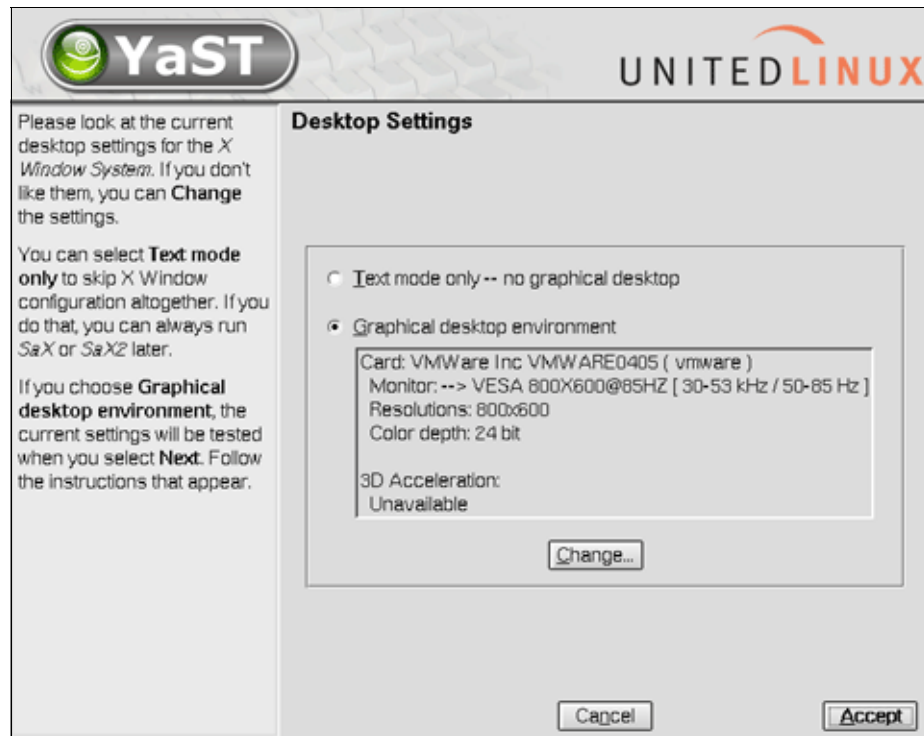 YaST
UNITEDLINUX
Please look at the current
desktop settings for the X
Window System. If you don't
like them, you can Change
the settings.
You can select Text mode
only to skip X Window
configuration altogether. If you
do that, you can always run
SaX or SaX2 later.
If you choose Graphical
desktop environment, the
current settings will be tested
when you select Next. Follow
the instructions that appear.
Desktop Settings
Text mode only -- no graphical desktop
Graphical desktop environment
Card: VMWare Inc VMWARE0405 ( vmware )
Monitor: --> VESA 800X600@85HZ [ 30-53 kHz / 50-85 Hz ]
Resolutions: 800x600
Color depth: 24 bit
3D Acceleration:
Unavailable
Change...
Cancel
Accept